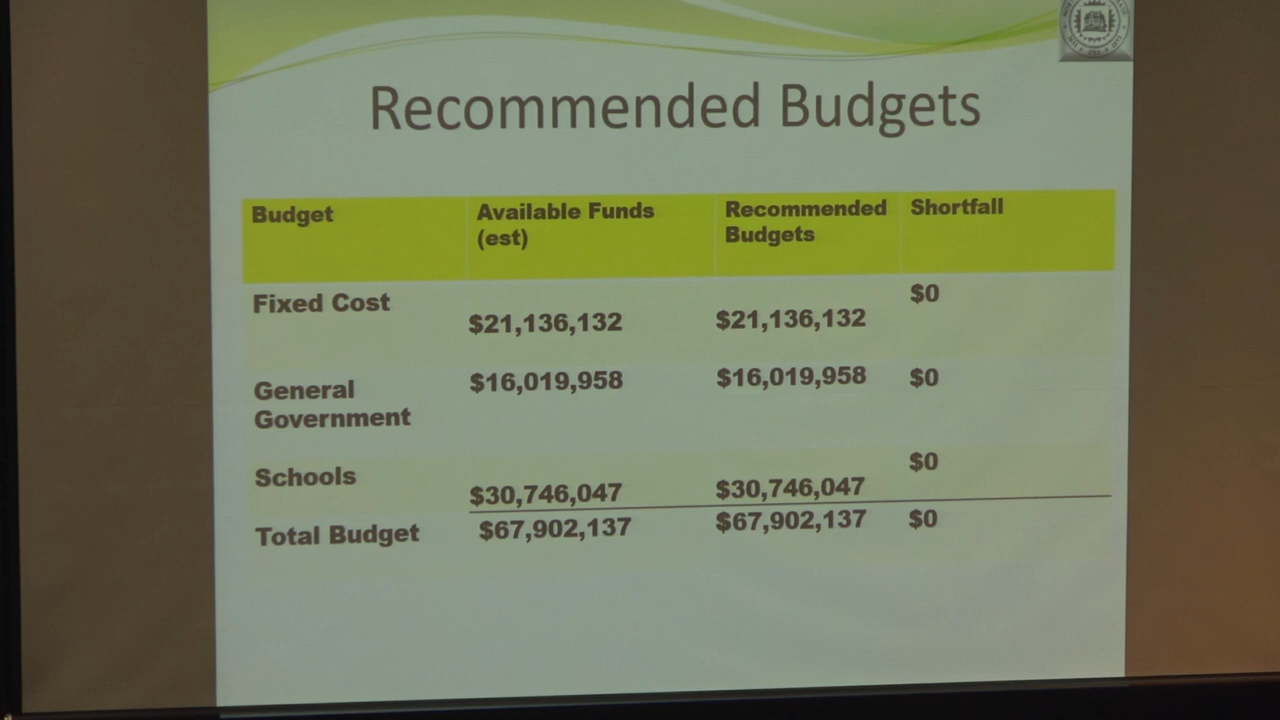 Recommended Budgets
Budget
Available Funds
(est)
Recommended
Budgets
Shortfall
Fixed Cost
$21,136,132
$21,136,132
$0
General
Government
$16,019,958
$16,019,958
$0
Schools
$30,746,047
$30,746,047
$0
Total Budget
$67,902,137
$67,902,137
$0